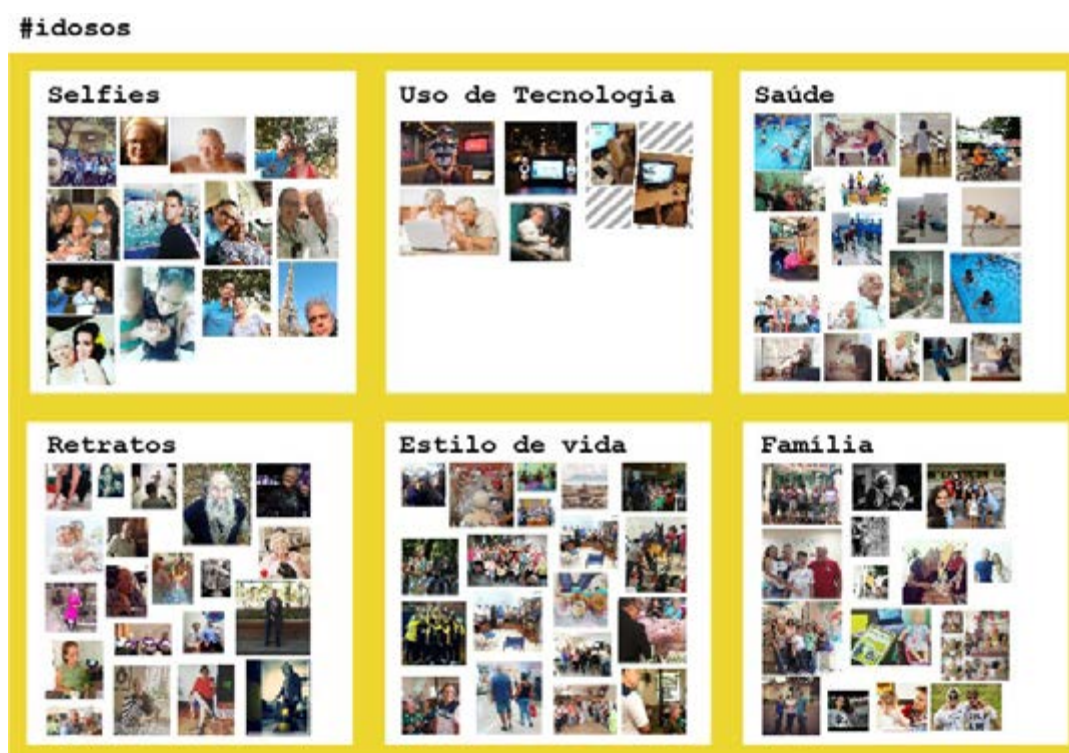 #idosos
Selfies
Uso de Tecnologia
Saúde
Retratos
Estilo de vida
Família